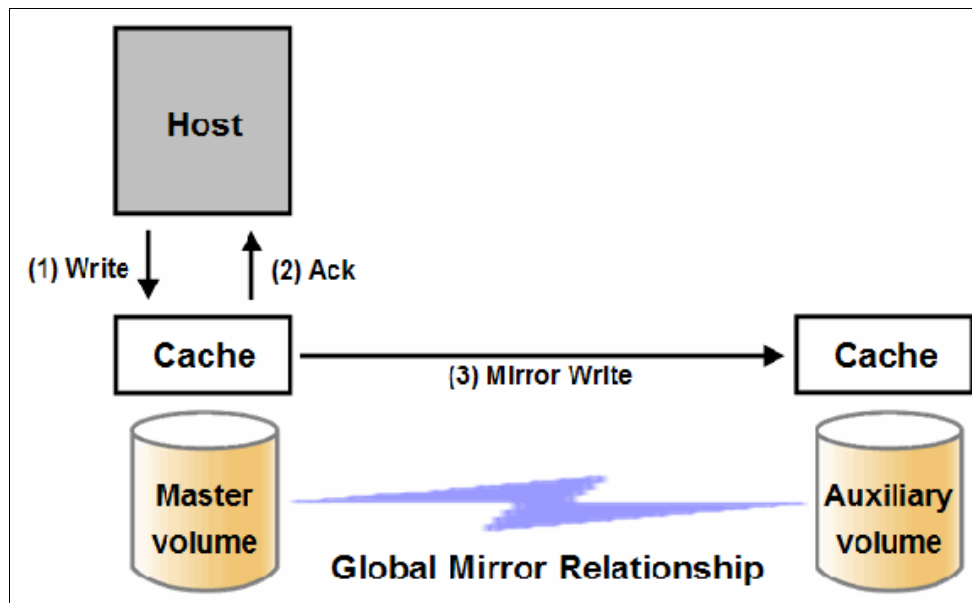 Host
(1) Write
(2) Ack
Cache
(3) Mirror Write
Cache
Master
volume
Auxiliary
volume
Global Mirror Relationship